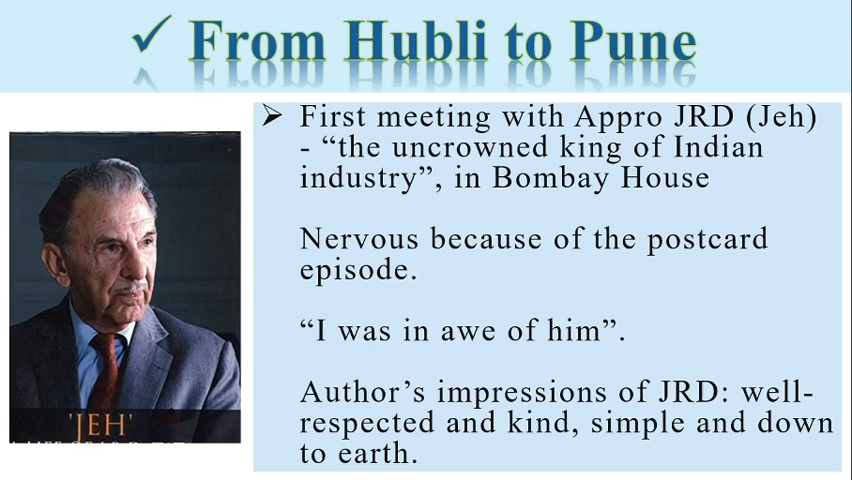 ✓ From Hubli to Pune
➢ First meeting with Appro JRD (Jeh)
- “the uncrowned king of Indian
industry”, in Bombay House
Nervous because of the postcard
episode.
“I was in awe of him”.
Author’s impressions of JRD: well-
respected and kind, simple and down
to earth.
'JEH'